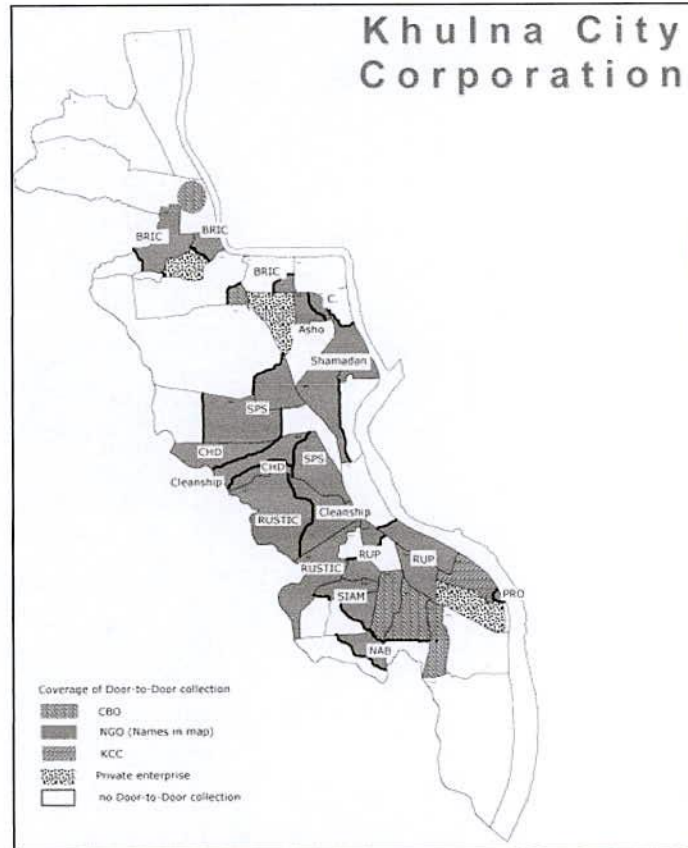 Khulna City
Corporation
BRIC
BRIC
BRIC
C.
Asho
Shamadan
SPS
CHD
SPS
CHD
Cleanship
Cleanship
RUSTIC
RUP
RUP
RUSTIC
PRO
SIAM
NAB
Coverage of Door-to-Door collection
CBO
NGO (Names in map)
KCC
Private enterprise
no Door-to-Door collection